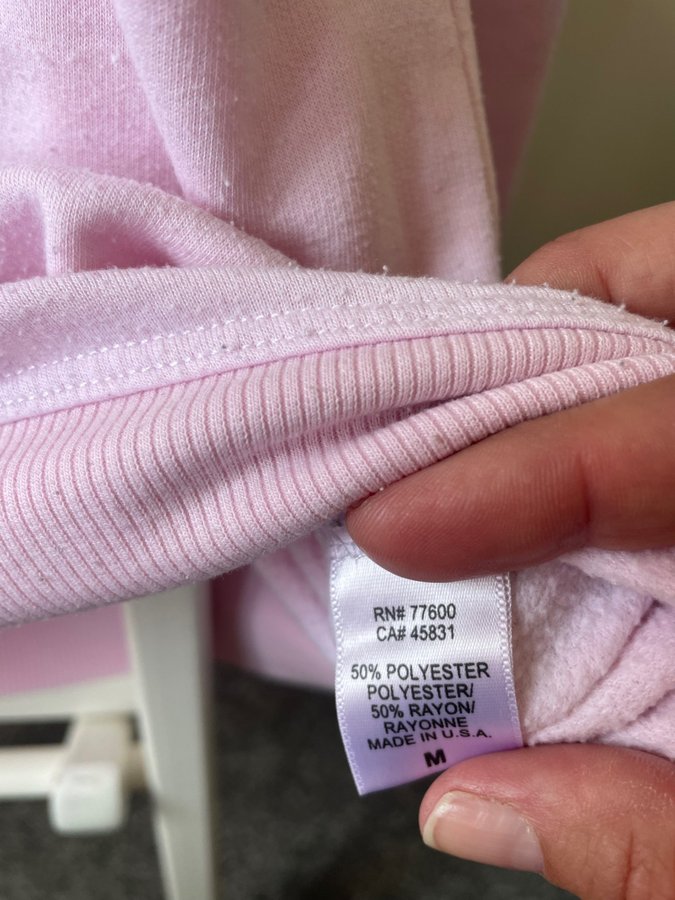 RN# 77600
CA# 45831
50% POLYESTER
POLYESTER/
50% RAYON/
RAYONNE
MADE IN U.S.A.
M